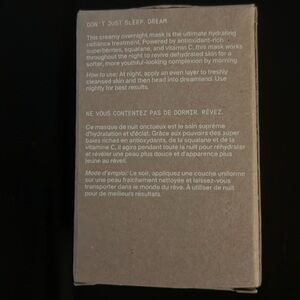 DON'T JUST SLEEP, DREAM.
This creamy overnight mask is the ultimate hydrating
radiance treatment. Powered by antioxidant-rich
superberries, squalane, and vitamin C, this mask works
throughout the night to revive dehydrated skin for a
softer, more youthful-looking complexion by morning.
How to use: At night, apply an even layer to freshly
cleansed skin and then head into dreamland. Use
nightly for best results.
NE VOUS CONTENTEZ PAS DE DORMIR. RÊVEZ.
Ce masque de nuit onctueux est le soin suprême
d'hydratation et d'éclat. Grâce aux pouvoirs des super
baies riches en antioxydants, de la squalane et de la
vitamine C, il agira pendant toute la nuit pour réhydrater
et révéler une peau plus douce et d'apparence plus
jeune au réveil.
Mode d'emploi: Le soir, appliquez une couche uniforme
sur une peau fraîchement nettoyée et laissez-vous
transporter dans le monde du rêve. À utiliser de nuit
pour de meilleurs résultats.